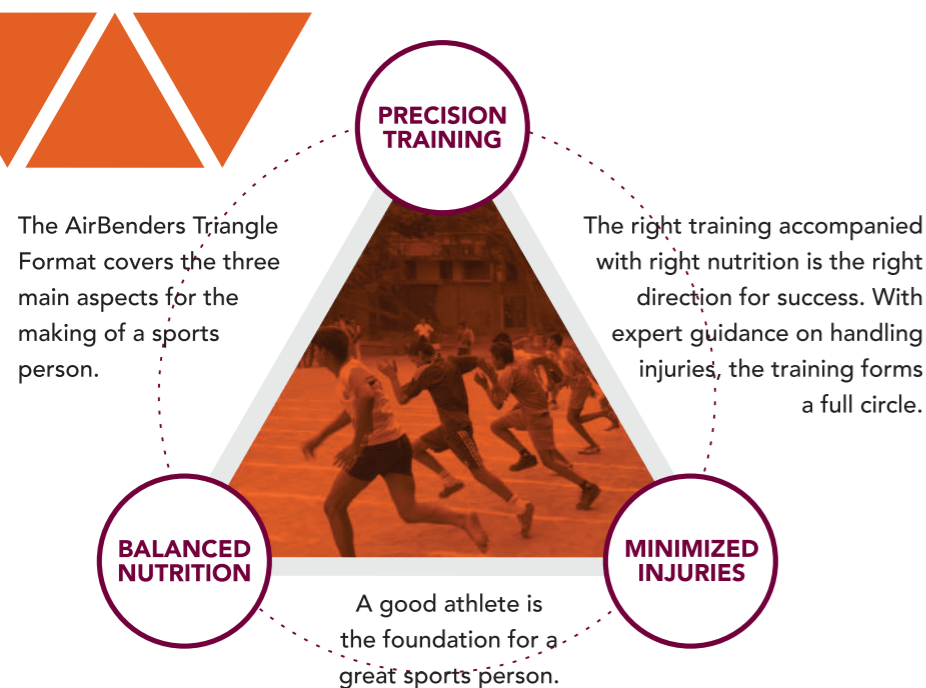 PRECISION
TRAINING
The AirBenders Triangle
Format covers the three
main aspects for the
making of a sports
person.
The right training accompanied
with right nutrition is the right
direction for success. With
expert guidance on handling
injuries, the training forms
a full circle.
BALANCED
NUTRITION
MINIMIZED
INJURIES
A good athlete is
the foundation for a
great sports person.